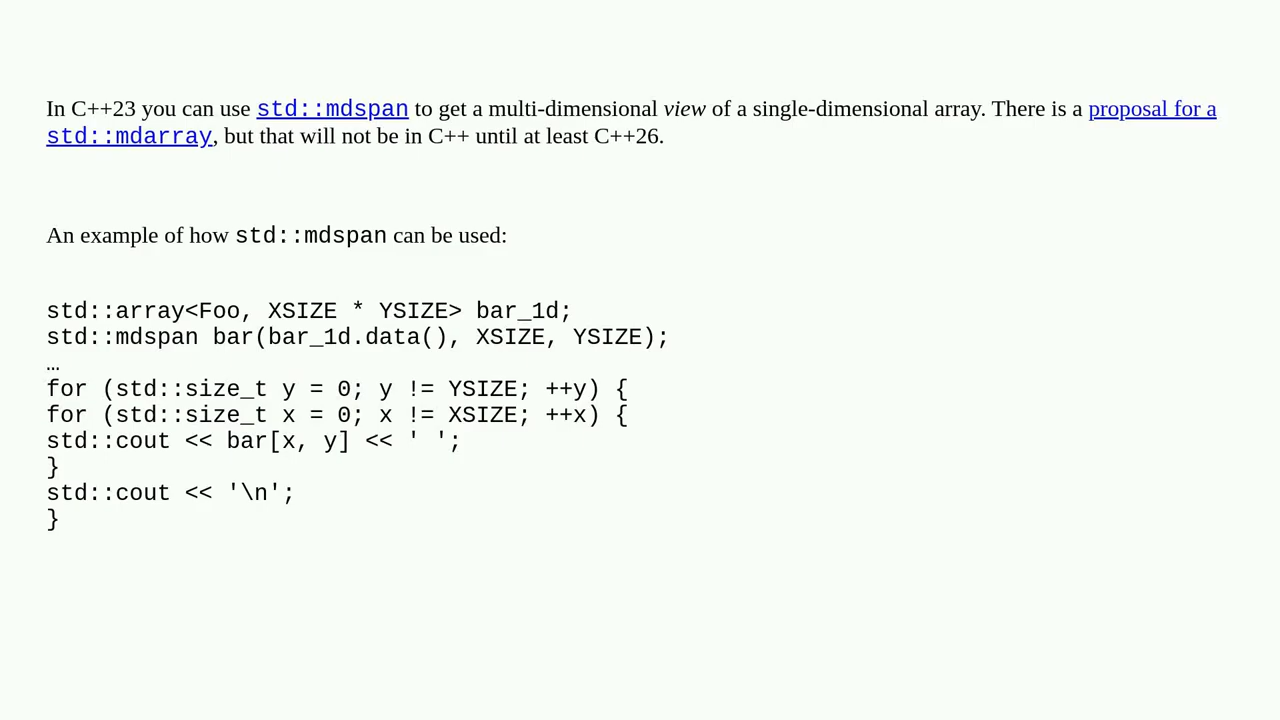 In C++23 you can use std::mdspan to get a multi-dimensional view of a single-dimensional array. There is a proposal for a
std::mdarray, but that will not be in C++ until at least C++26.
An example of how std::mdspan can be used:
std::array<Foo, XSIZE * YSIZE> bar_1d;
std::mdspan bar(bar_1d.data(), XSIZE, YSIZE);
…
for (std::size_t y = 0; y != YSIZE; ++y) {
for (std::size_t x = 0; x != XSIZE; ++x) {
std::cout << bar[x, y] << ' ';
}
std::cout << '\n';
}